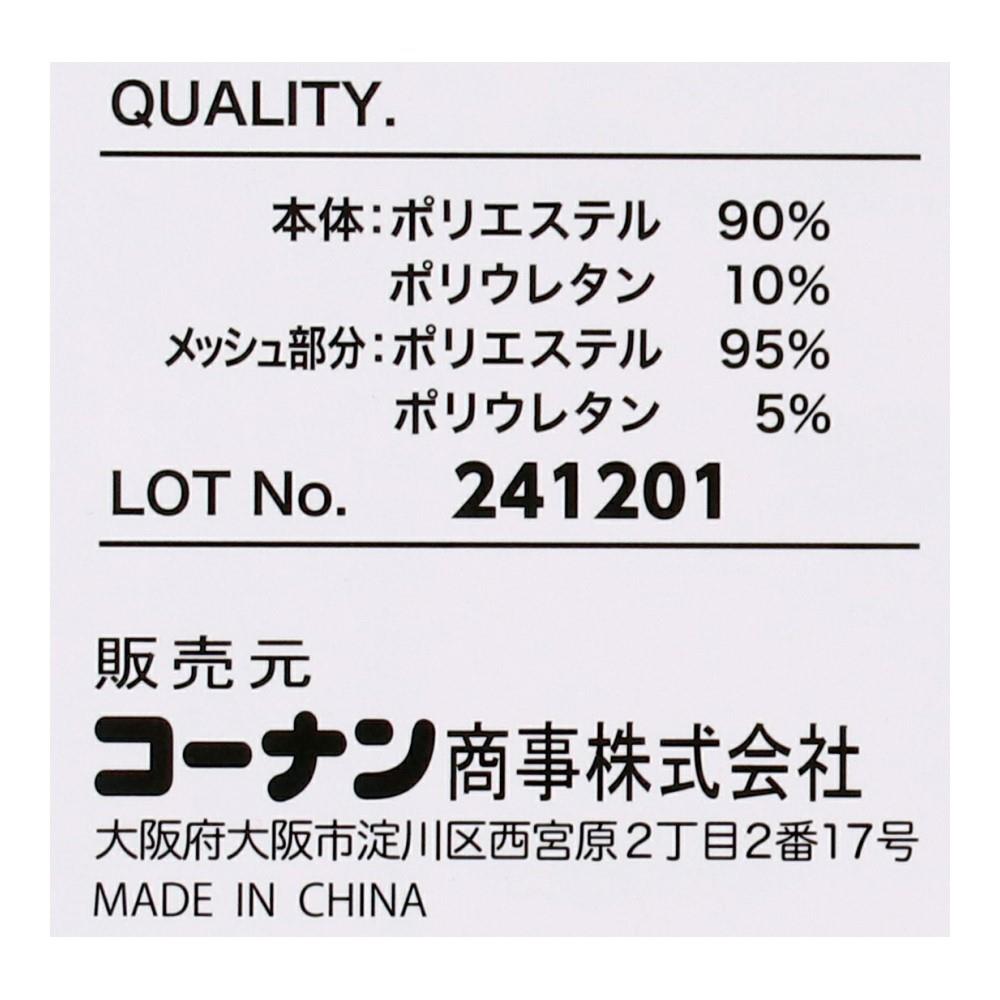 QUALITY.
本体:ポリエステル 90%
ポリウレタン 10%
メッシュ部分:ポリエステル 95%
ポリウレタン 5%
LOT No. 241201
販売元
コーナン商事株式会社
大阪府大阪市淀川区西宮原2丁目2番17号
MADE IN CHINA